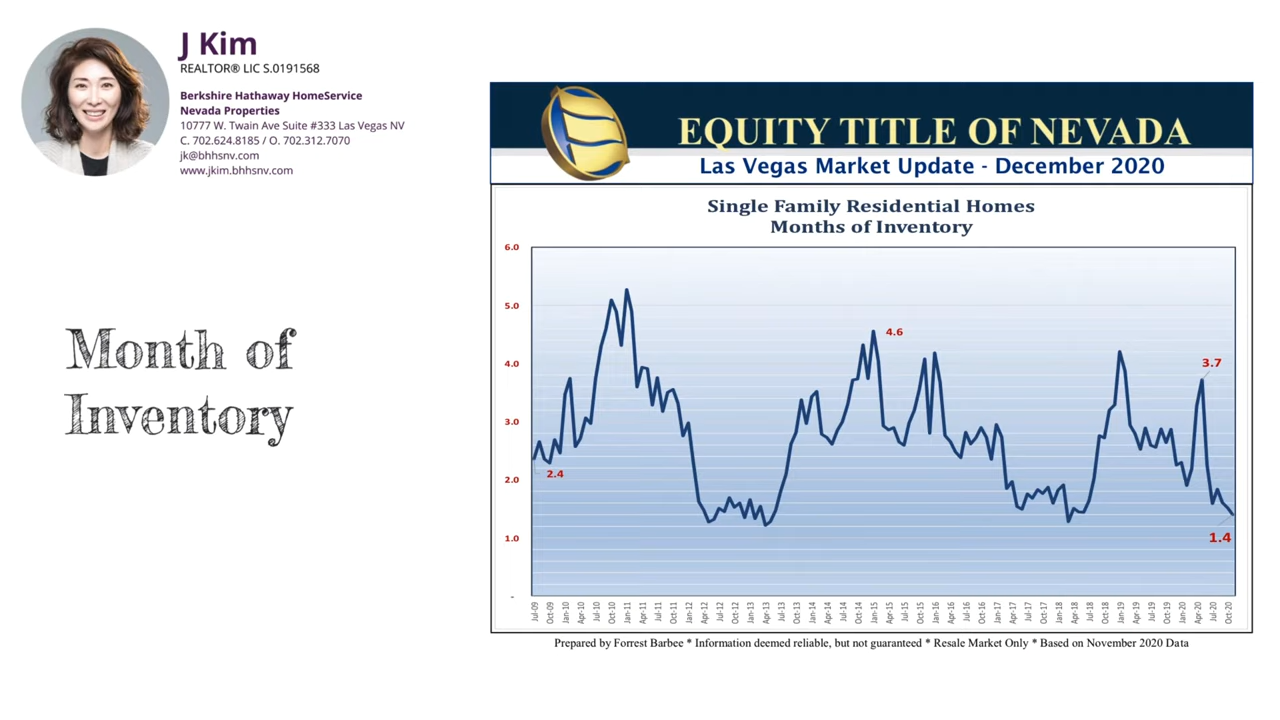 J Kim
REALTOR® LIC S.0191568
Berkshire Hathaway HomeService
Nevada Properties
10777 W. Twain Ave Suite #333 Las Vegas NV
C. 702.624.8185 / O. 702.312.7070
jk@bhhsnv.com
www.jkim.bhhsnv.com
Month of
Inventory
EQUITY TITLE OF NEVADA
Las Vegas Market Update - December 2020
Single Family Residential Homes
Months of Inventory
6.0
5.0
4.0
3.0
2.0
1.0
-
2.4
4.6
3.7
1.4
Jul-09 Oct-09 Jan-10 Apr-10 Jul-10 Oct-10 Jan-11 Apr-11 Jul-11 Oct-11 Jan-12 Apr-12 Jul-12 Oct-12 Jan-13 Apr-13 Jul-13 Oct-13 Jan-14 Apr-14 Jul-14 Oct-14 Jan-15 Apr-15 Jul-15 Oct-15 Jan-16 Apr-16 Jul-16 Oct-16 Jan-17 Apr-17 Jul-17 Oct-17 Jan-18 Apr-18 Jul-18 Oct-18 Jan-19 Apr-19 Jul-19 Oct-19 Jan-20 Apr-20 Jul-20 Oct-20
Prepared by Forrest Barbee * Information deemed reliable, but not guaranteed * Resale Market Only * Based on November 2020 Data